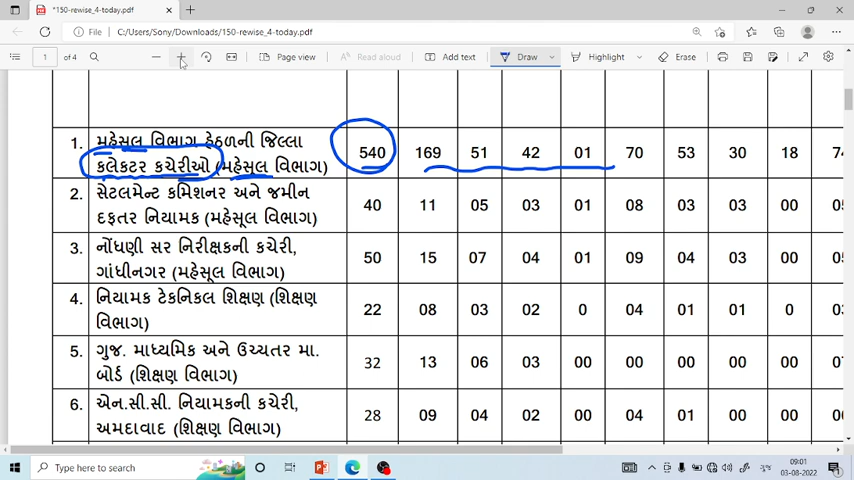 *150-rewise_4-today.pdf
File C:/Users/Sony/Downloads/150-rewise_4-today.pdf
1 of 4 Page view Read aloud Add text Draw Highlight Erase
1. મહેસૂલ વિભાગ હેઠળની જિલ્લા
કલેકટર કચેરીઓ (મહેસૂલ વિભાગ) 540 169 51 42 01 70 53 30 18 74
2. સેટલમેન્ટ કમિશનર અને જમીન
દફતર નિયામક (મહેસૂલ વિભાગ) 40 11 05 03 01 08 03 03 00 05
3. નોંધણી સર નિરીક્ષકની કચેરી,
ગાંધીનગર (મહેસૂલ વિભાગ) 50 15 07 04 01 09 04 03 00 05
4. નિયામક ટેકનિકલ શિક્ષણ (શિક્ષણ
વિભાગ) 22 08 03 02 0 04 01 01 0 03
5. ગુજ. માધ્યમિક અને ઉચ્ચતર મા.
બોર્ડ (શિક્ષણ વિભાગ) 32 13 06 03 00 00 00 00 00 07
6. એન.સી.સી. નિયામકની કચેરી,
અમદાવાદ (શિક્ષણ વિભાગ) 28 09 04 02 00 04 01 00 00
Type here to search
09:01
03-08-2022